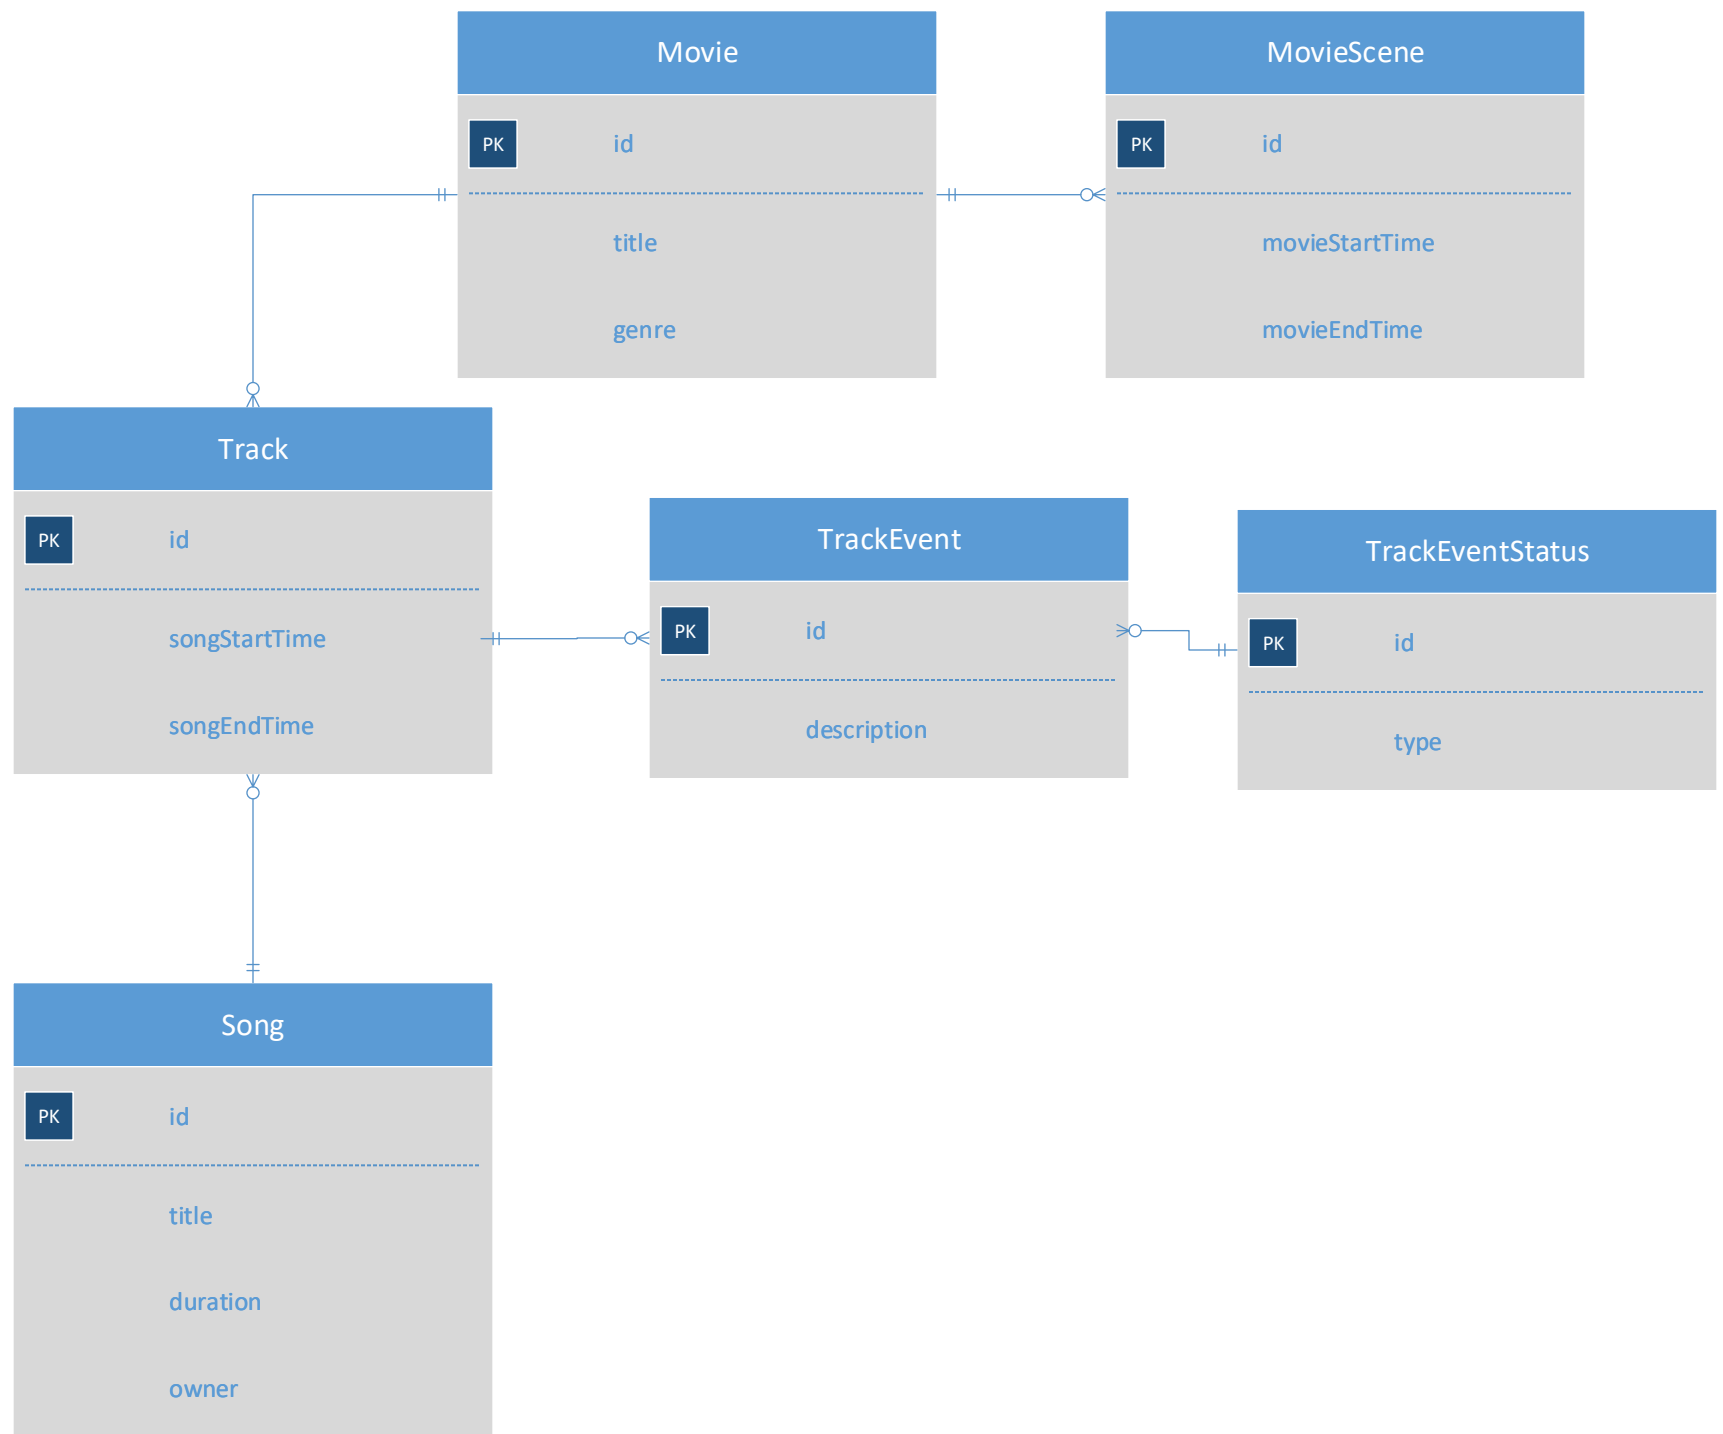 Movie
PK
id
title
genre
MovieScene
PK
id
movieStartTime
movieEndTime
Track
PK
id
songStartTime
songEndTime
TrackEvent
PK
id
description
TrackEventStatus
PK
id
type
Song
PK
id
title
duration
owner